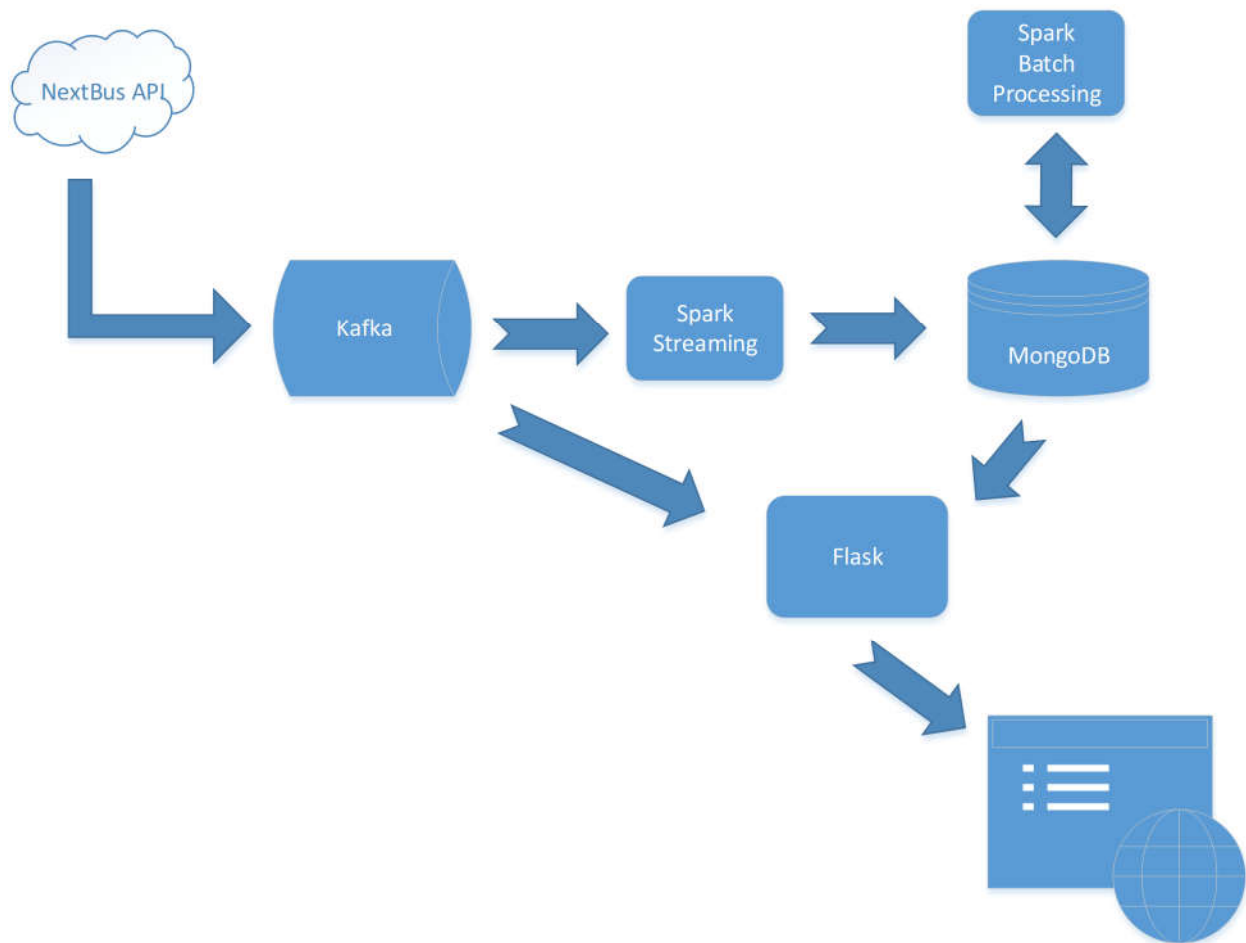 NextBus API
Spark
Batch
Processing
Kafka
Spark
Streaming
MongoDB
Flask